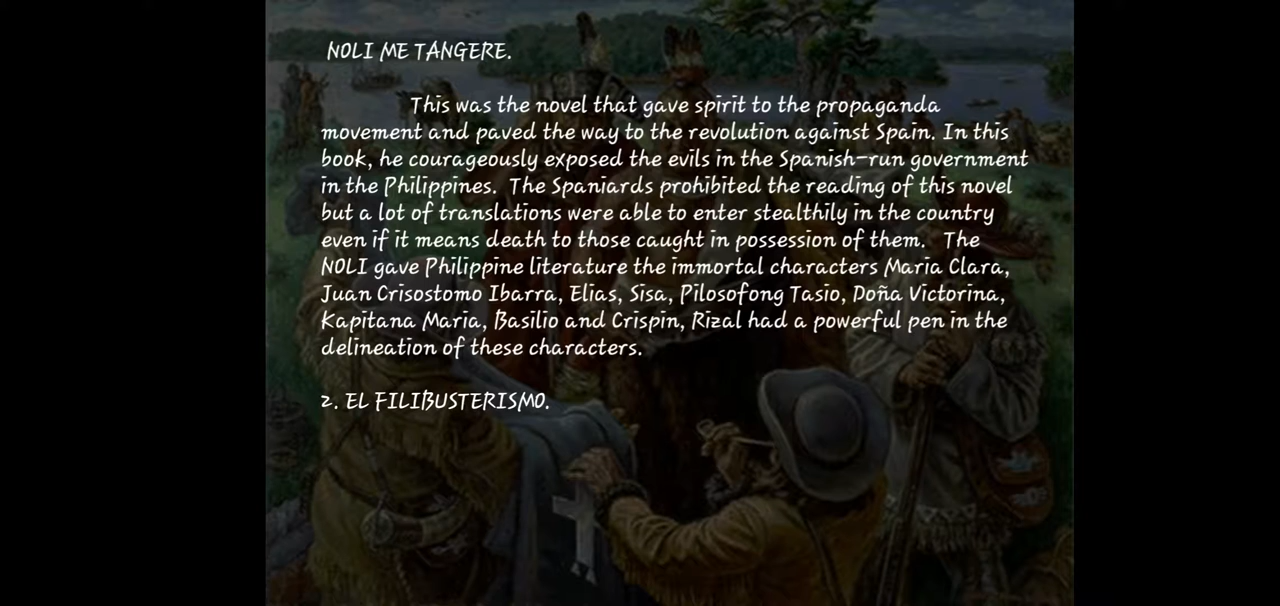 NOLI ME TANGERE.
This was the novel that gave spirit to the propaganda
movement and paved the way to the revolution against Spain. In this
book, he courageously exposed the evils in the Spanish-run government
in the Philippines. The Spaniards prohibited the reading of this novel
but a lot of translations were able to enter stealthily in the country
even if it means death to those caught in possession of them. The
NOLI gave Philippine literature the immortal characters Maria Clara,
Juan Crisostomo Ibarra, Elias, Sisa, Pilosofong Tasio, Doña Victorina,
Kapitana Maria, Basilio and Crispin, Rizal had a powerful pen in the
delineation of these characters.
2. EL FILIBUSTERISMO.